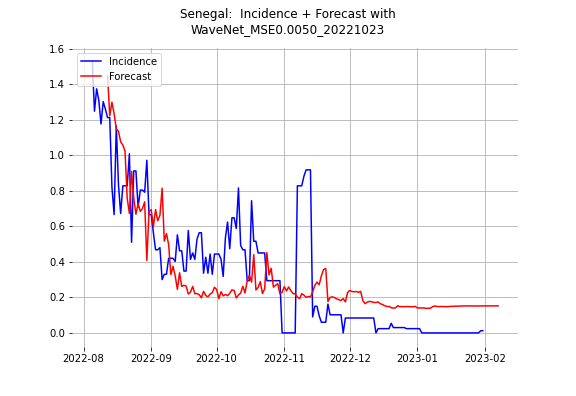 Senegal:  Incidence + Forecast with
WaveNet_MSE0.0050_20221023
Incidence
Forecast
1.6
1.4
1.2
1.0
0.8
0.6
0.4
0.2
0.0
2022-08 2022-09 2022-10 2022-11 2022-12 2023-01 2023-02